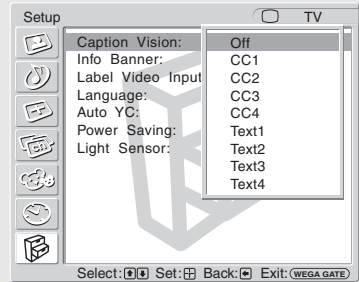 Setup TV
Caption Vision:
Info Banner:
Label Video Input
Language:
Auto YC:
Power Saving:
Light Sensor:
Off
CC1
CC2
CC3
CC4
Text1
Text2
Text3
Text4
Select: Set: Back: Exit: WEGA GATE